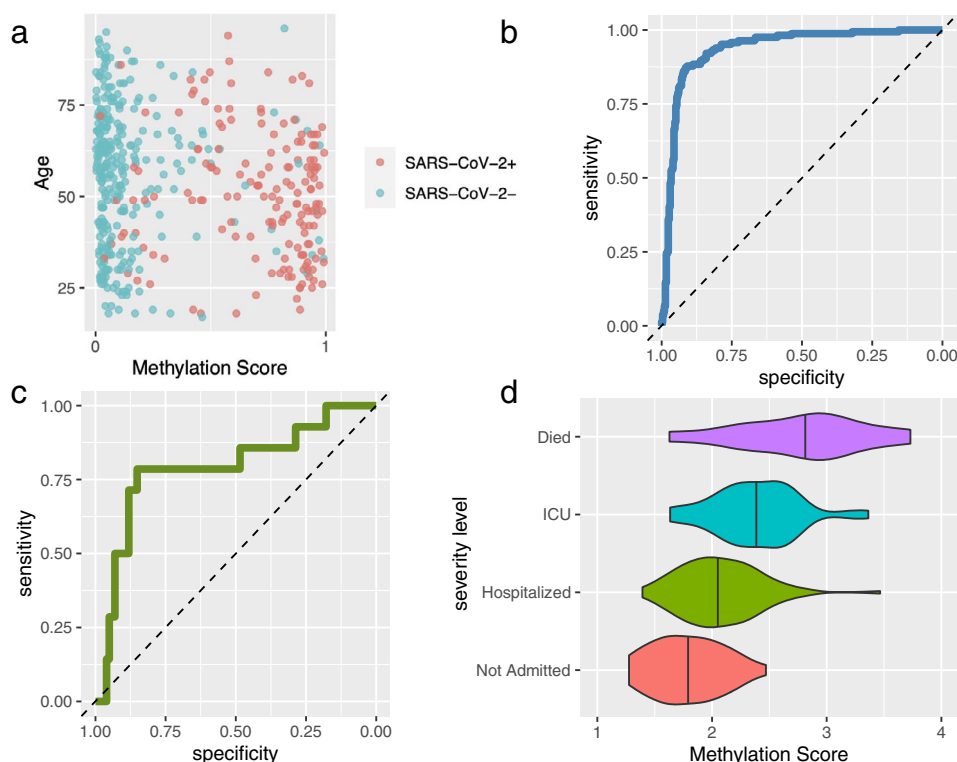 a
75
50
25
Age
0
1
Methylation Score
SARS−CoV−2+
SARS−CoV−2−
b
1.00
0.75
0.50
0.25
0.00
sensitivity
1.00
0.75
0.50
0.25
0.00
specificity
c
1.00
0.75
0.50
0.25
0.00
sensitivity
1.00
0.75
0.50
0.25
0.00
specificity
d
Died
ICU
Hospitalized
Not Admitted
severity level
1
2
3
4
Methylation Score